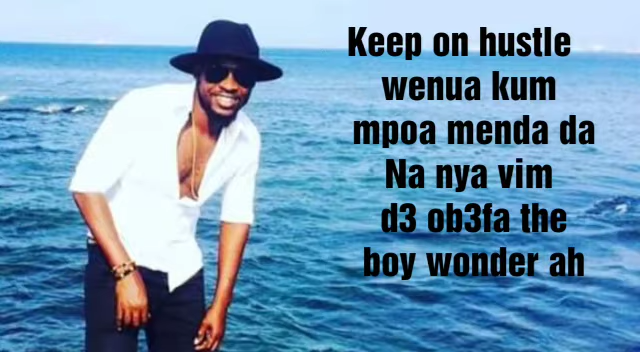 Keep on hustle
wenua kum
mpoa menda da
Na nya vim
d3 ob3fa the
boy wonder ah